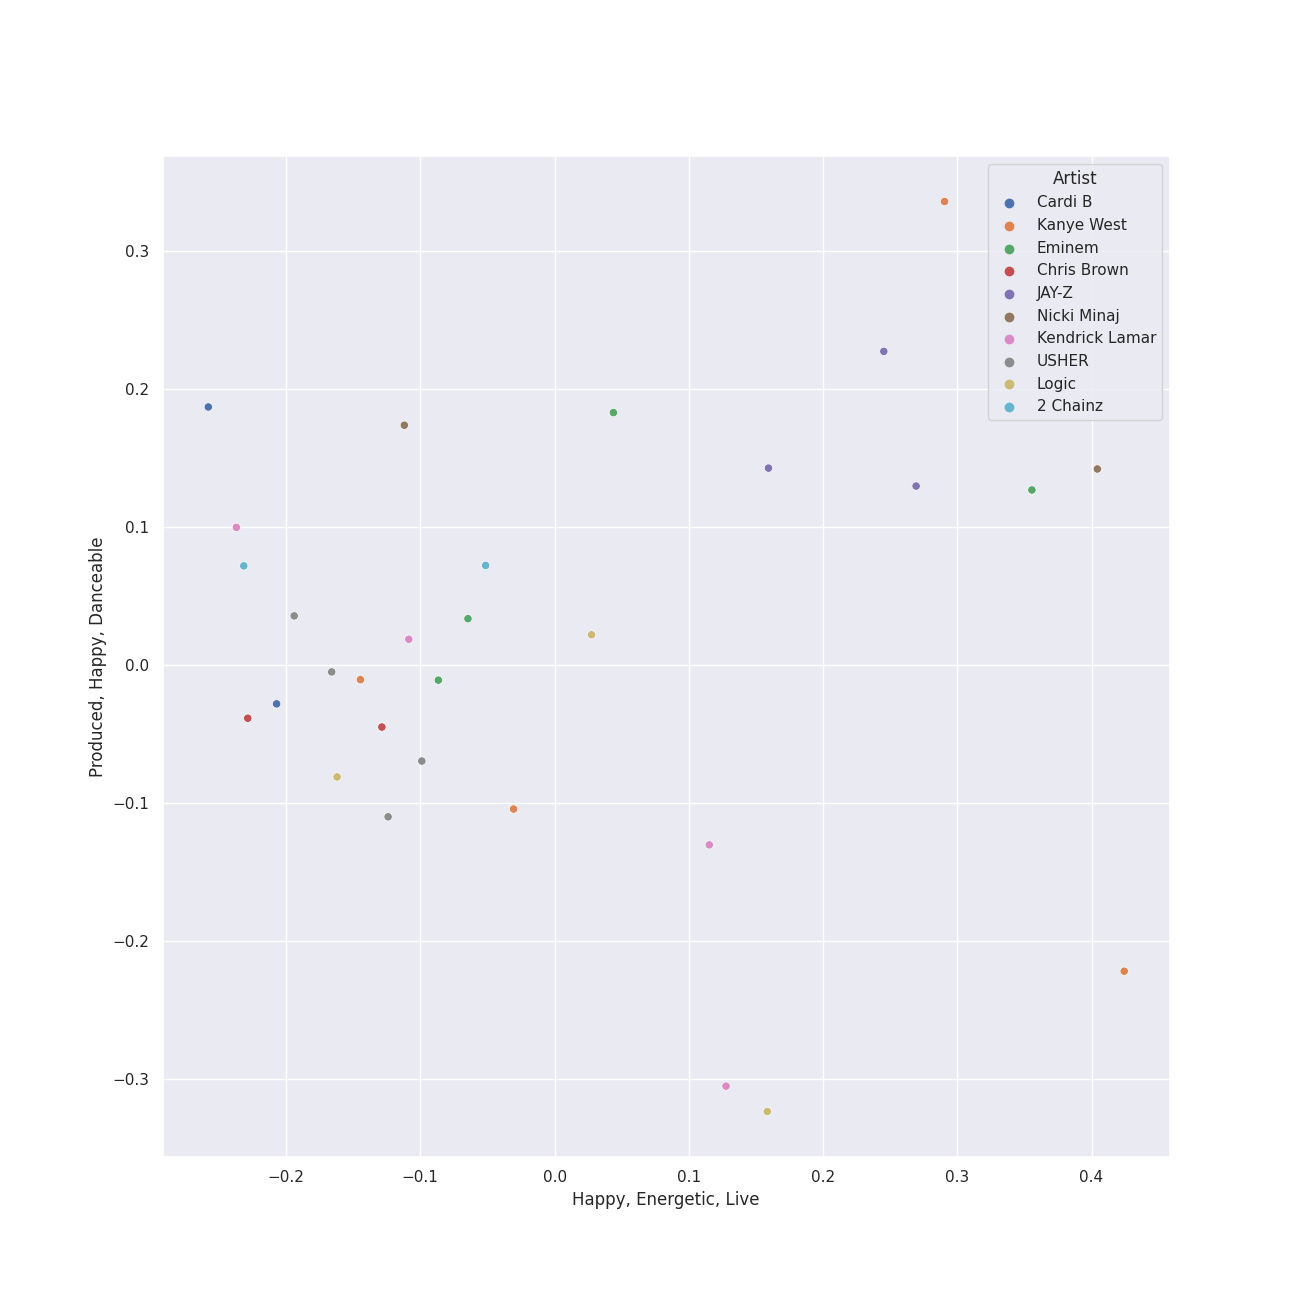 Artist
Cardi B
Kanye West
Eminem
Chris Brown
JAY-Z
Nicki Minaj
Kendrick Lamar
USHER
Logic
2 Chainz
0.3
0.2
0.1
0.0
−0.1
−0.2
−0.3
Produced, Happy, Danceable
−0.2 −0.1 0.0 0.1 0.2 0.3 0.4
Happy, Energetic, Live